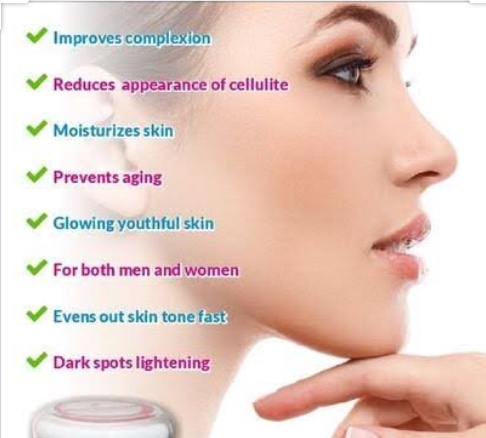 Improves complexion
Reduces appearance of cellulite
Moisturizes skin
Prevents aging
Glowing youthful skin
For both men and women
Evens out skin tone fast
Dark spots lightening